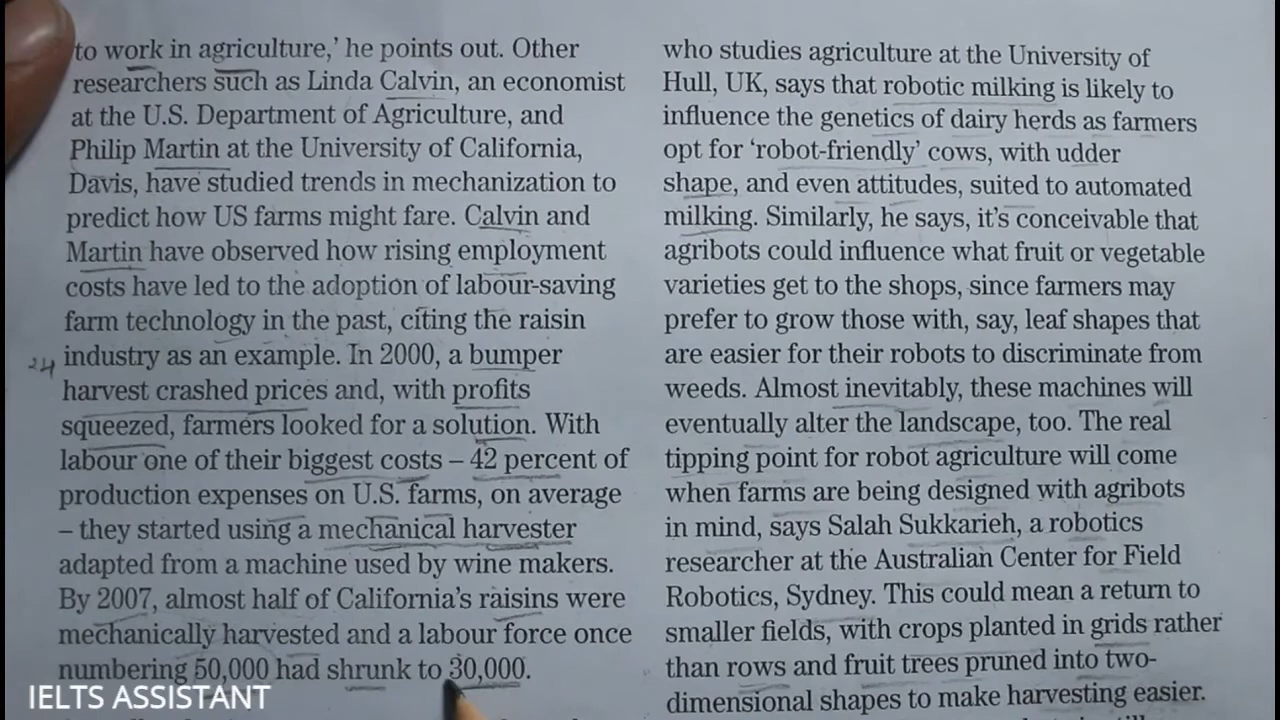 to work in agriculture,' he points out. Other
researchers such as Linda Calvin, an economist
at the U.S. Department of Agriculture, and
Philip Martin at the University of California,
Davis, have studied trends in mechanization to
predict how US farms might fare. Calvin and
Martin have observed how rising employment
costs have led to the adoption of labour-saving
farm technology in the past, citing the raisin
24 industry as an example. In 2000, a bumper
harvest crashed prices and, with profits
squeezed, farmers looked for a solution. With
labour one of their biggest costs – 42 percent of
production expenses on U.S. farms, on average
– they started using a mechanical harvester
adapted from a machine used by wine makers.
By 2007, almost half of California's raisins were
mechanically harvested and a labour force once
numbering 50,000 had shrunk to 30,000.
who studies agriculture at the University of
Hull, UK, says that robotic milking is likely to
influence the genetics of dairy herds as farmers
opt for 'robot-friendly' cows, with udder
shape, and even attitudes, suited to automated
milking. Similarly, he says, it's conceivable that
agribots could influence what fruit or vegetable
varieties get to the shops, since farmers may
prefer to grow those with, say, leaf shapes that
are easier for their robots to discriminate from
weeds. Almost inevitably, these machines will
eventually alter the landscape, too. The real
tipping point for robot agriculture will come
when farms are being designed with agribots
in mind, says Salah Sukkarieh, a robotics
researcher at the Australian Center for Field
Robotics, Sydney. This could mean a return to
smaller fields, with crops planted in grids rather
than rows and fruit trees pruned into two-
dimensional shapes to make harvesting easier.
IELTS ASSISTANT